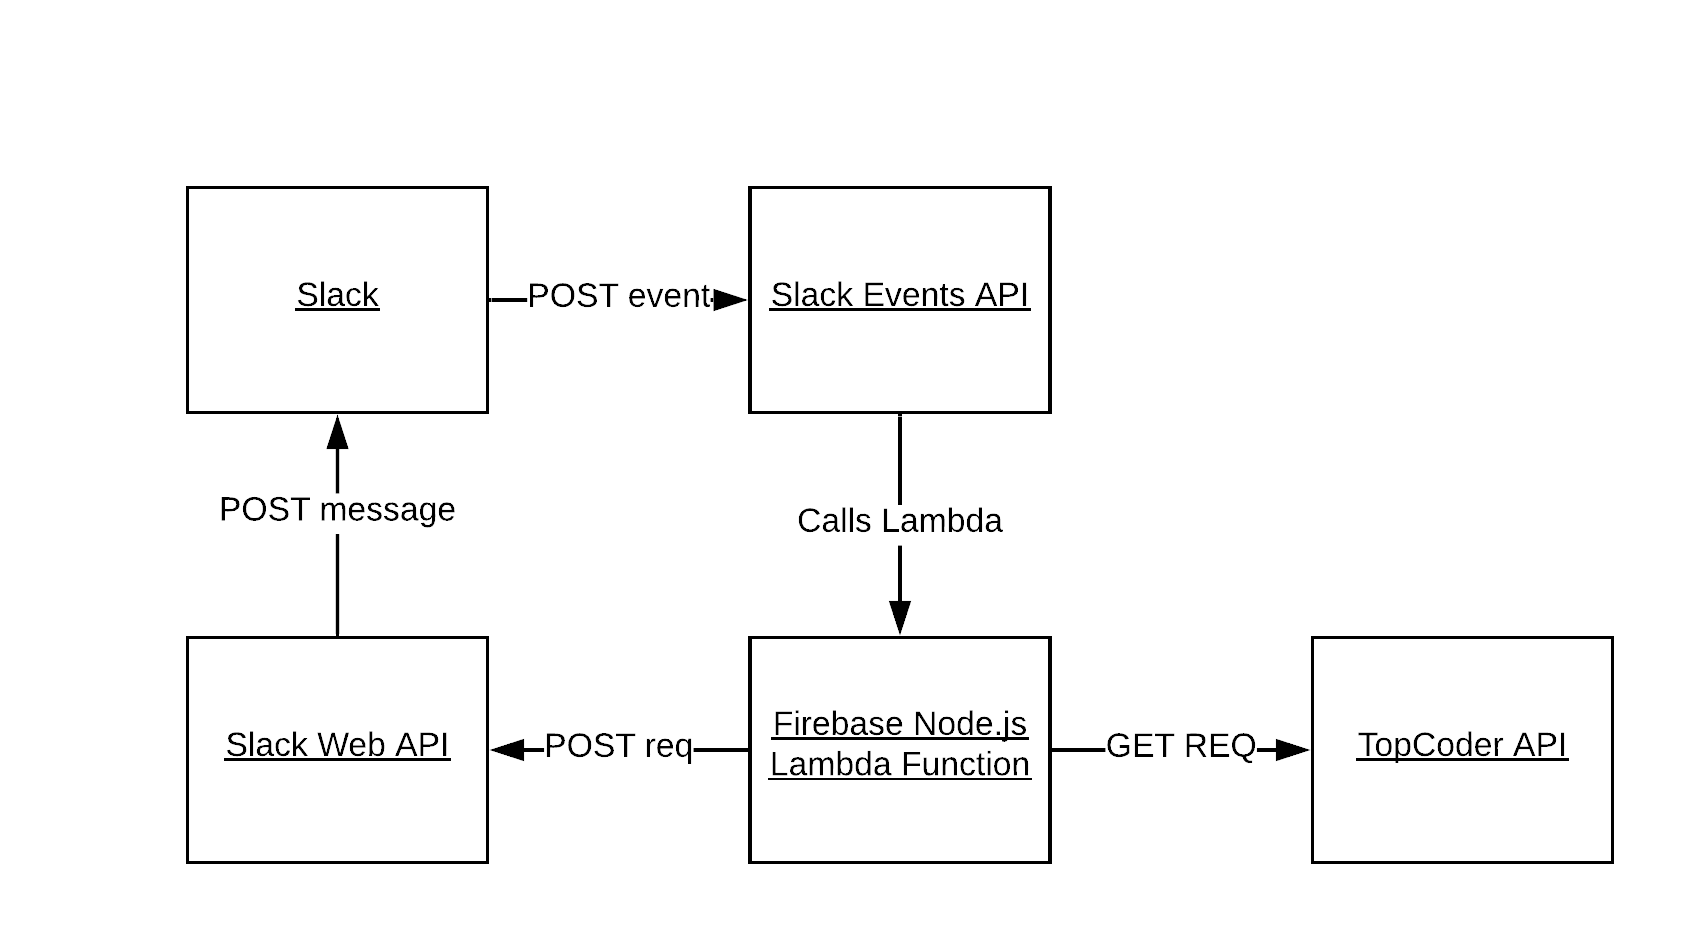 Slack
POST event
Slack Events API
POST message
Calls Lambda
Slack Web API
POST req
Firebase Node.js
Lambda Function
GET REQ
TopCoder API